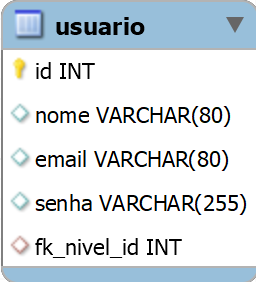 usuario
id INT
nome VARCHAR(80)
email VARCHAR(80)
senha VARCHAR(255)
fk_nivel_id INT